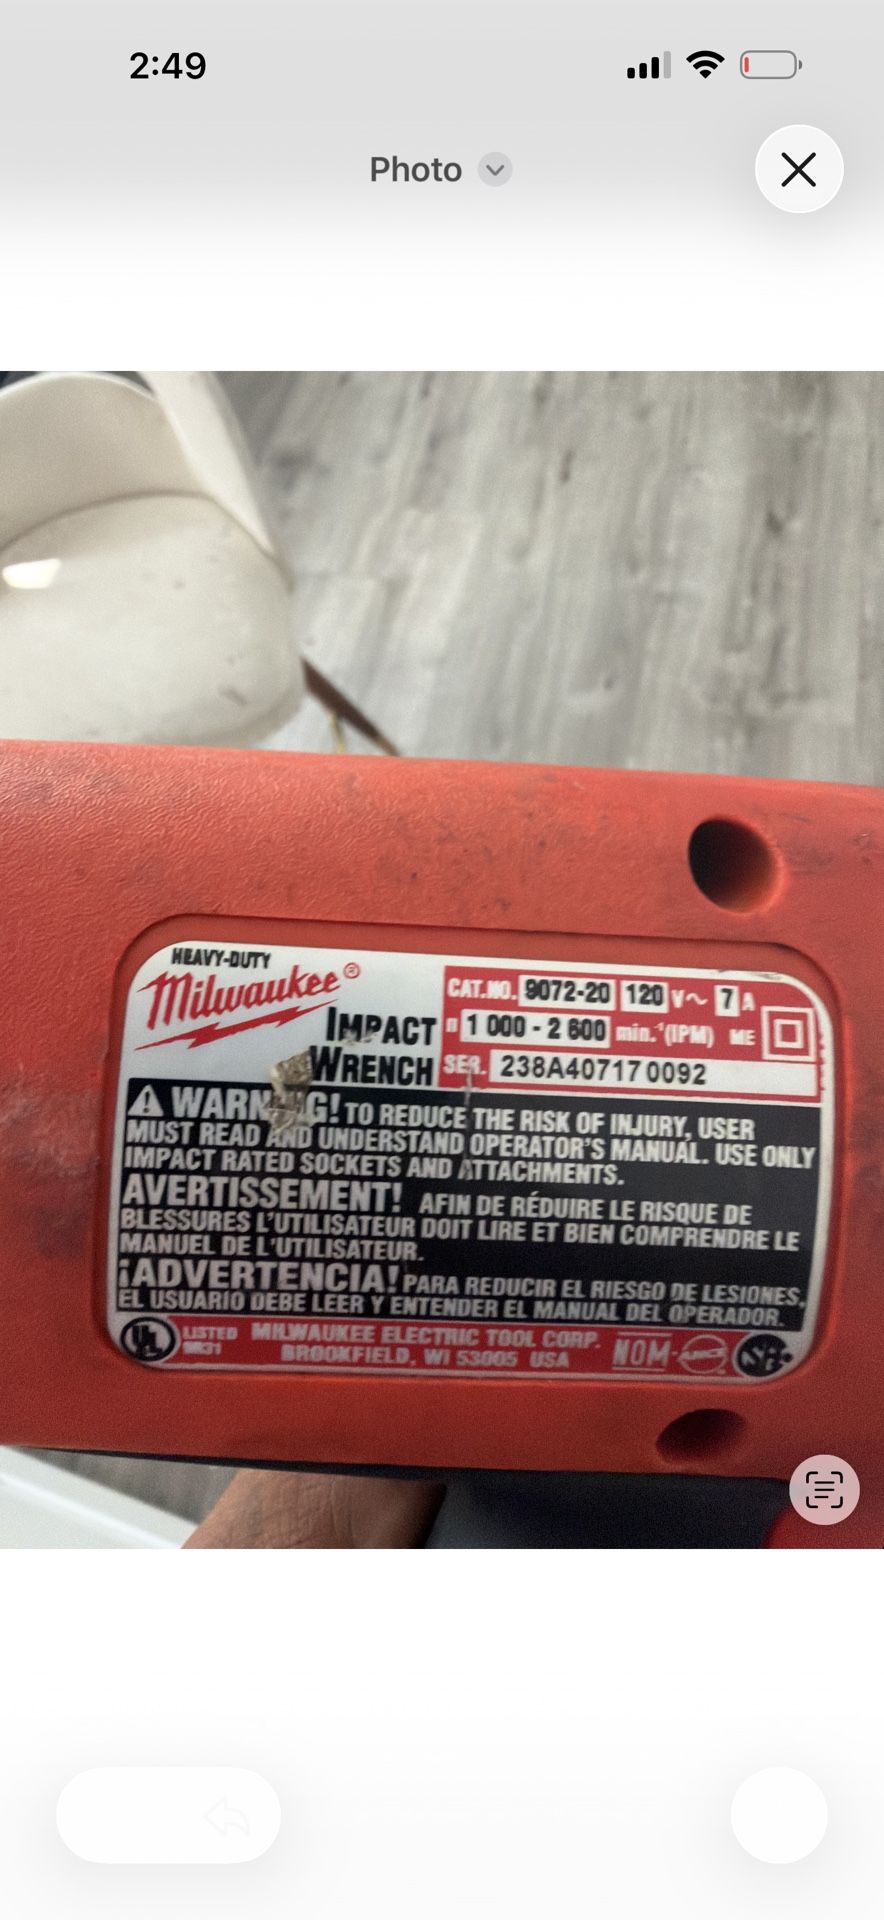 2:49
Photo
HEAVY-DUTY
Milwaukee®
IMPACT
WRENCH
CAT.NO. 9072-20 120 V~ 7 A
n 1 000 - 2 600 min.⁻¹(IPM) ME
SER. 238A40717 0092
TO REDUCE THE RISK OF INJURY, USER
MUST READ AND UNDERSTAND OPERATOR'S MANUAL. USE ONLY
IMPACT RATED SOCKETS AND ATTACHMENTS.
AVERTISSEMENT! AFIN DE RÉDUIRE LE RISQUE DE
BLESSURES L'UTILISATEUR DOIT LIRE ET BIEN COMPRENDRE LE
MANUEL DE L'UTILISATEUR.
¡ADVERTENCIA! PARA REDUCIR EL RIESGO DE LESIONES,
EL USUARIO DEBE LEER Y ENTENDER EL MANUAL DEL OPERADOR.
UL LISTED MILWAUKEE ELECTRIC TOOL CORP. NOM
BROOKFIELD, WI 53005 USA